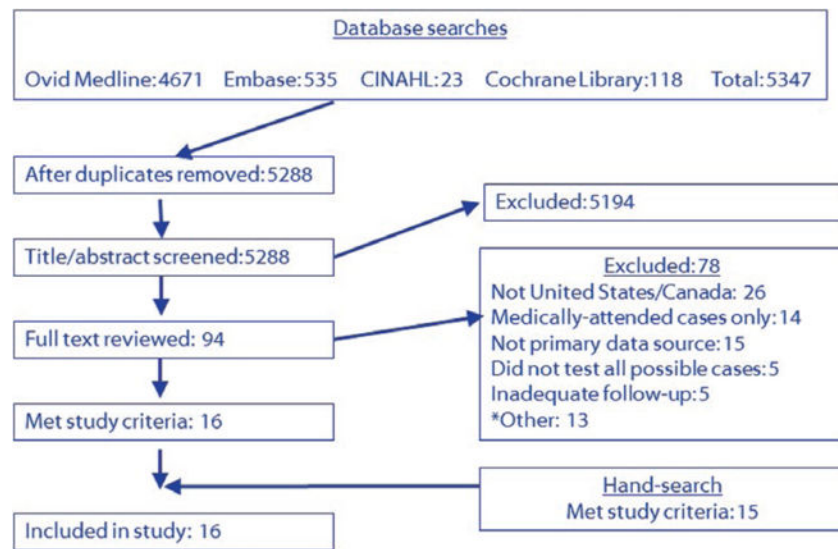 Database searches
Ovid Medline:4671 Embase:535 CINAHL:23 Cochrane Library:118 Total:5347
After duplicates removed:5288
Excluded:5194
Title/abstract screened:5288
Excluded:78
Not United States/Canada: 26
Medically-attended cases only:14
Not primary data source:15
Did not test all possible cases:5
Inadequate follow-up:5
*Other: 13
Full text reviewed: 94
Met study criteria: 16
Hand-search
Met study criteria:15
Included in study: 16